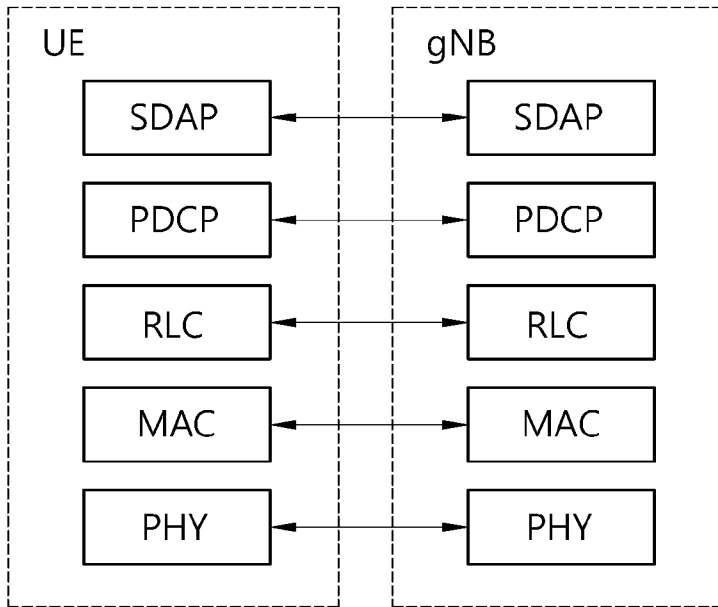 UE gNB
SDAP SDAP
PDCP PDCP
RLC RLC
MAC MAC
PHY PHY